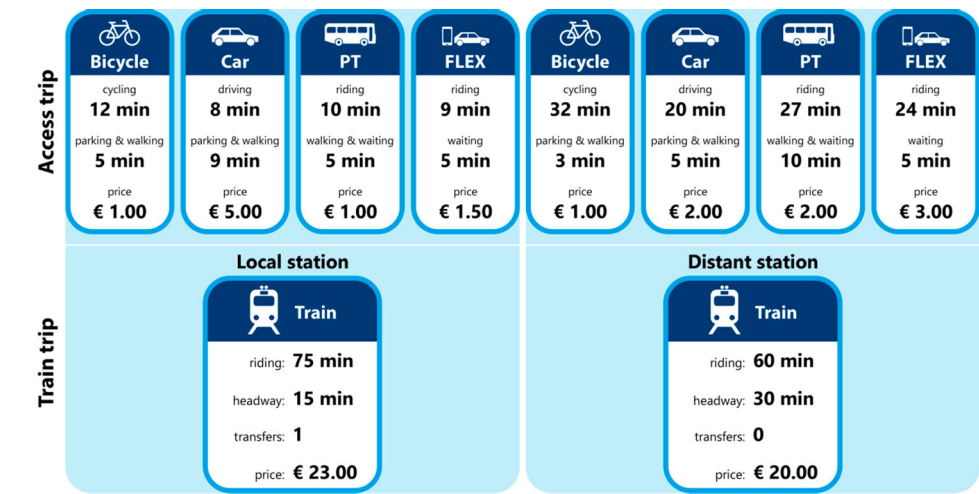 Access trip
Bicycle
cycling
12 min
parking & walking
5 min
price
€ 1.00
Car
driving
8 min
parking & walking
9 min
price
€ 5.00
PT
riding
10 min
walking & waiting
5 min
price
€ 1.00
FLEX
riding
9 min
waiting
5 min
price
€ 1.50
Bicycle
cycling
32 min
parking & walking
3 min
price
€ 1.00
Car
driving
20 min
parking & walking
5 min
price
€ 2.00
PT
riding
27 min
walking & waiting
10 min
price
€ 2.00
FLEX
riding
24 min
waiting
5 min
price
€ 3.00
Train trip
Local station
Train
riding: 75 min
headway: 15 min
transfers: 1
price: € 23.00
Distant station
Train
riding: 60 min
headway: 30 min
transfers: 0
price: € 20.00